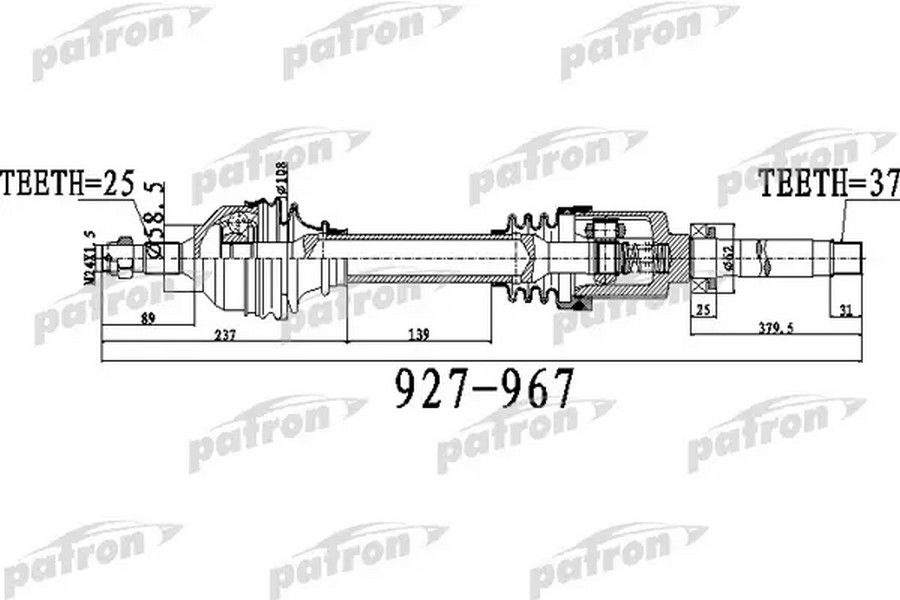 patron patron patron
patron patron patron
TEETH=25
TEETH=37
ø58.5
ø108
M24X1.5
ø62
patron patron patron
89
25
31
237
139
379.5
927-967
patron patron patron
patron patron patron